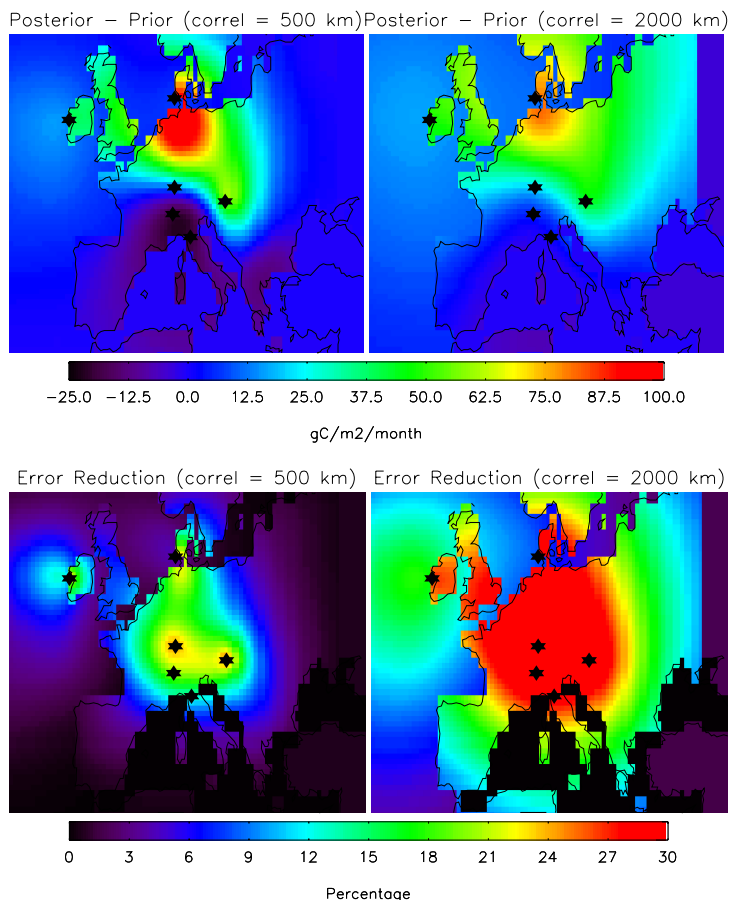 Posterior - Prior (correl = 500 km)
Posterior - Prior (correl = 2000 km)
-25.0 -12.5 0.0 12.5 25.0 37.5 50.0 62.5 75.0 87.5 100.0
gC/m2/month
Error Reduction (correl = 500 km)
Error Reduction (correl = 2000 km)
0 3 6 9 12 15 18 21 24 27 30
Percentage